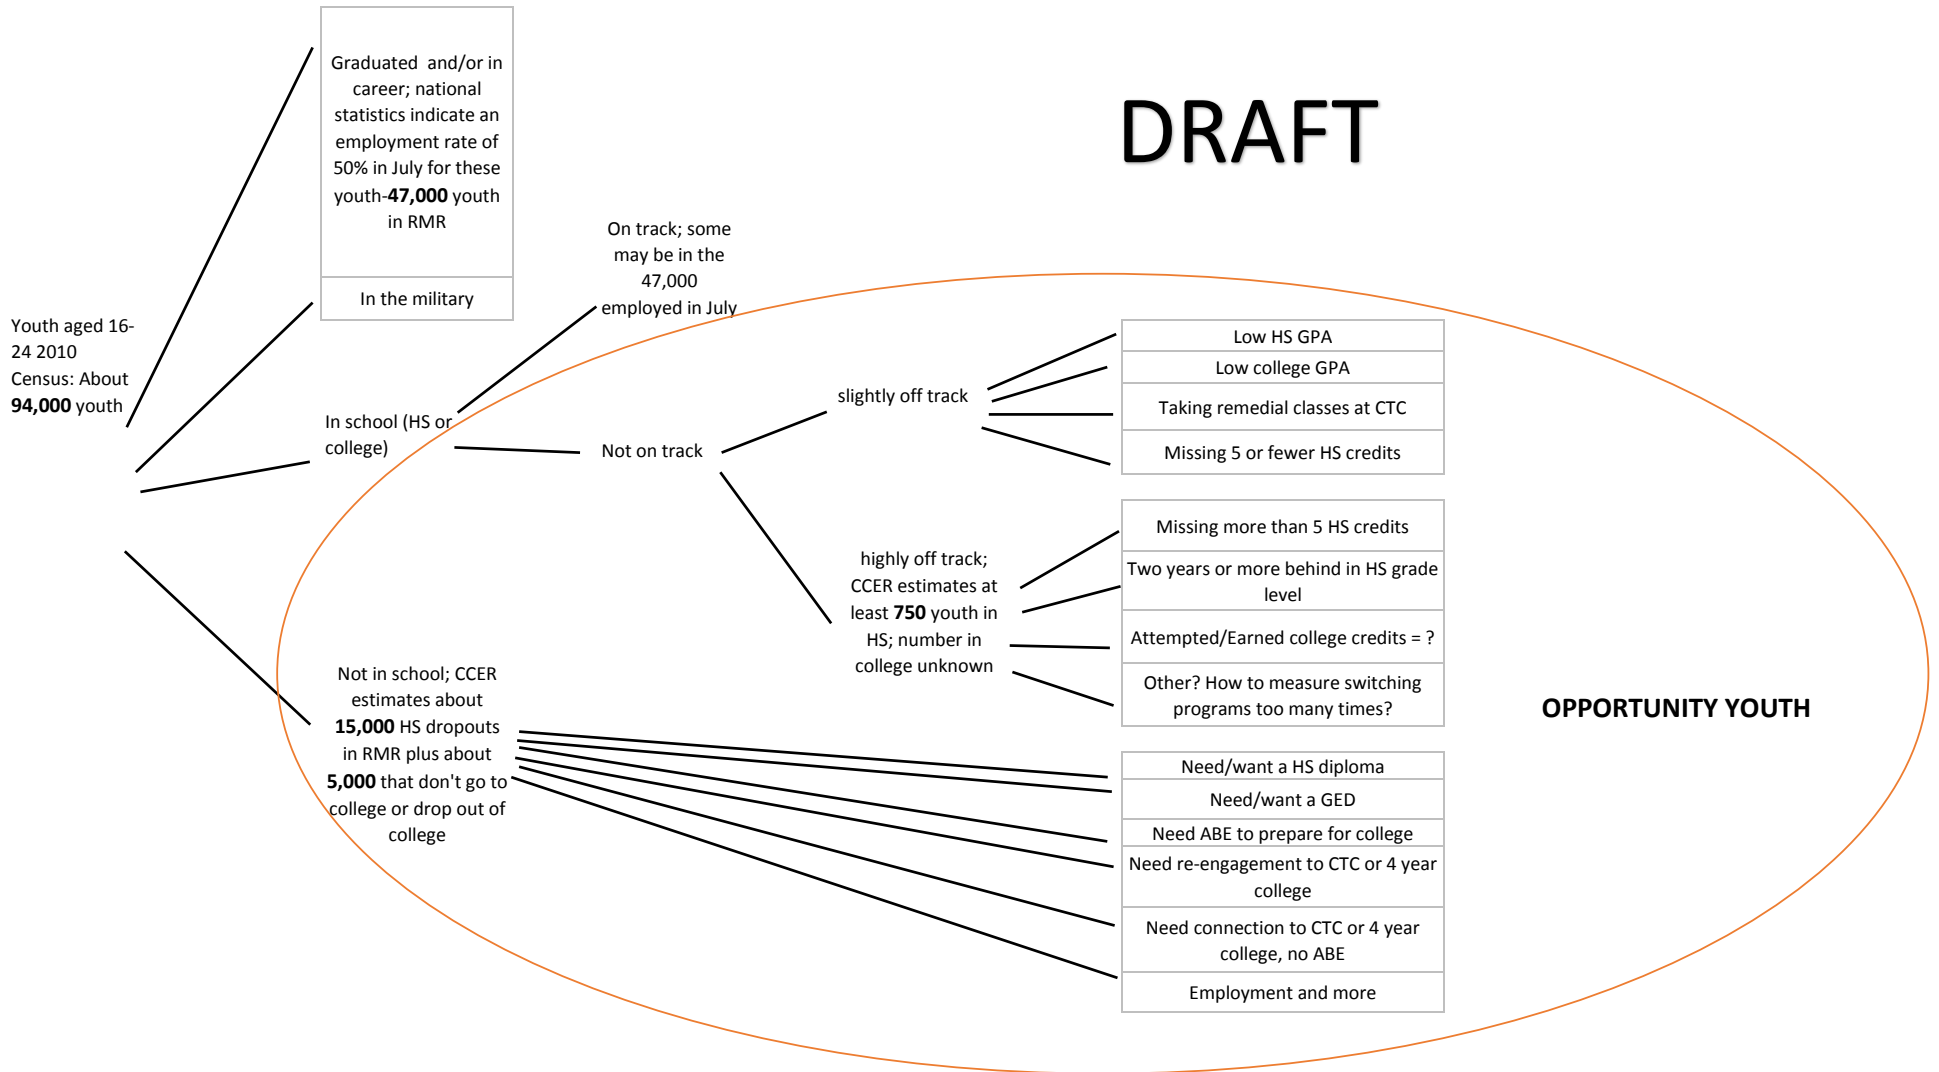 DRAFT
Graduated  and/or in
career; national
statistics indicate an
employment rate of
50% in July for these
youth-47,000 youth
in RMR
In the military
Youth aged 16-
24 2010
Census: About
94,000 youth
On track; some
may be in the
47,000
employed in July
In school (HS or
college)
Not on track
slightly off track
Low HS GPA
Low college GPA
Taking remedial classes at CTC
Missing 5 or fewer HS credits
highly off track;
CCER estimates at
least 750 youth in
HS; number in
college unknown
Missing more than 5 HS credits
Two years or more behind in HS grade
level
Attempted/Earned college credits = ?
Other? How to measure switching
programs too many times?
OPPORTUNITY YOUTH
Not in school; CCER
estimates about
15,000 HS dropouts
in RMR plus about
5,000 that don't go to
college or drop out of
college
Need/want a HS diploma
Need/want a GED
Need ABE to prepare for college
Need re-engagement to CTC or 4 year
college
Need connection to CTC or 4 year
college, no ABE
Employment and more